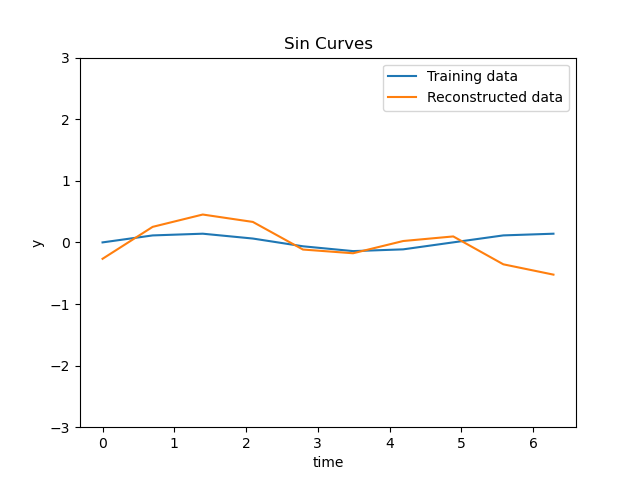 Sin Curves
Training data
Reconstructed data
3
2
1
0
−1
−2
−3
y
0 1 2 3 4 5 6
time